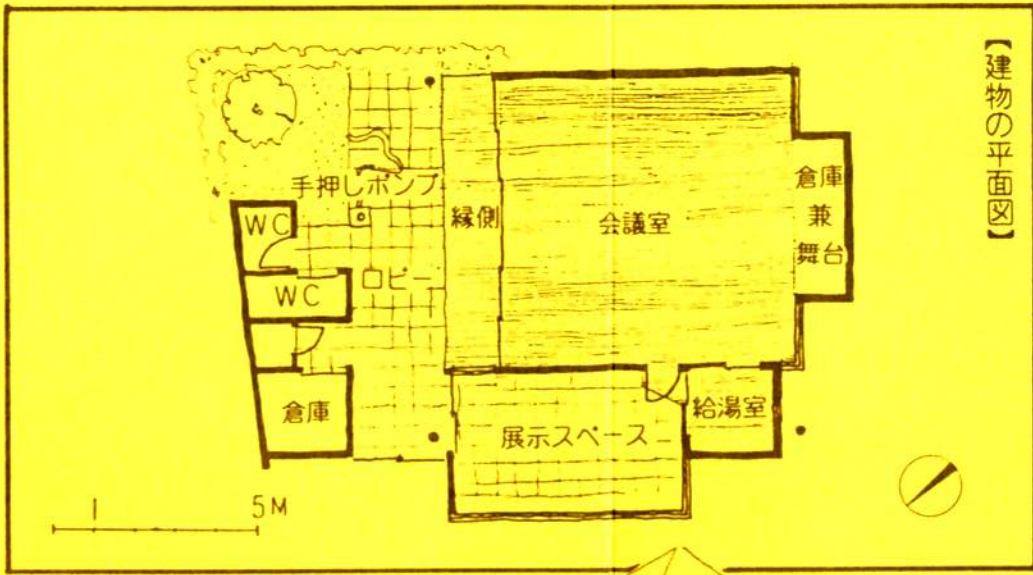 【建物の平面図】
手押しポンプ
WC
縁側
会議室
倉庫
兼
舞台
ロビー
WC
倉庫
展示スペース
給湯室
1
5M